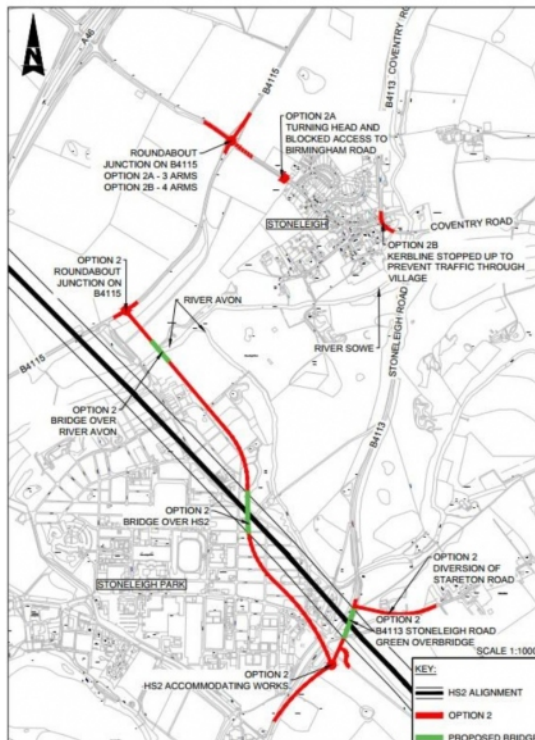 A46
B4115
B4113 COVENTRY ROAD
OPTION 2A
TURNING HEAD AND
BLOCKED ACCESS TO
BIRMINGHAM ROAD
ROUNDABOUT
JUNCTION ON B4115
OPTION 2A - 3 ARMS
OPTION 2B - 4 ARMS
STONELEIGH
COVENTRY ROAD
OPTION 2B
KERBLINE STOPPED UP TO
PREVENT TRAFFIC THROUGH
VILLAGE
OPTION 2
ROUNDABOUT
JUNCTION ON
B4115
RIVER AVON
RIVER SOWE
STONELEIGH ROAD
B4115
B4113
OPTION 2
BRIDGE OVER
RIVER AVON
OPTION 2
BRIDGE OVER HS2
STONELEIGH PARK
OPTION 2
DIVERSION OF
STARETON ROAD
OPTION 2
B4113 STONELEIGH ROAD
GREEN OVERBRIDGE
SCALE 1:1000
OPTION 2
HS2 ACCOMMODATING WORKS.
KEY:
HS2 ALIGNMENT
OPTION 2
PROPOSED BRIDGE